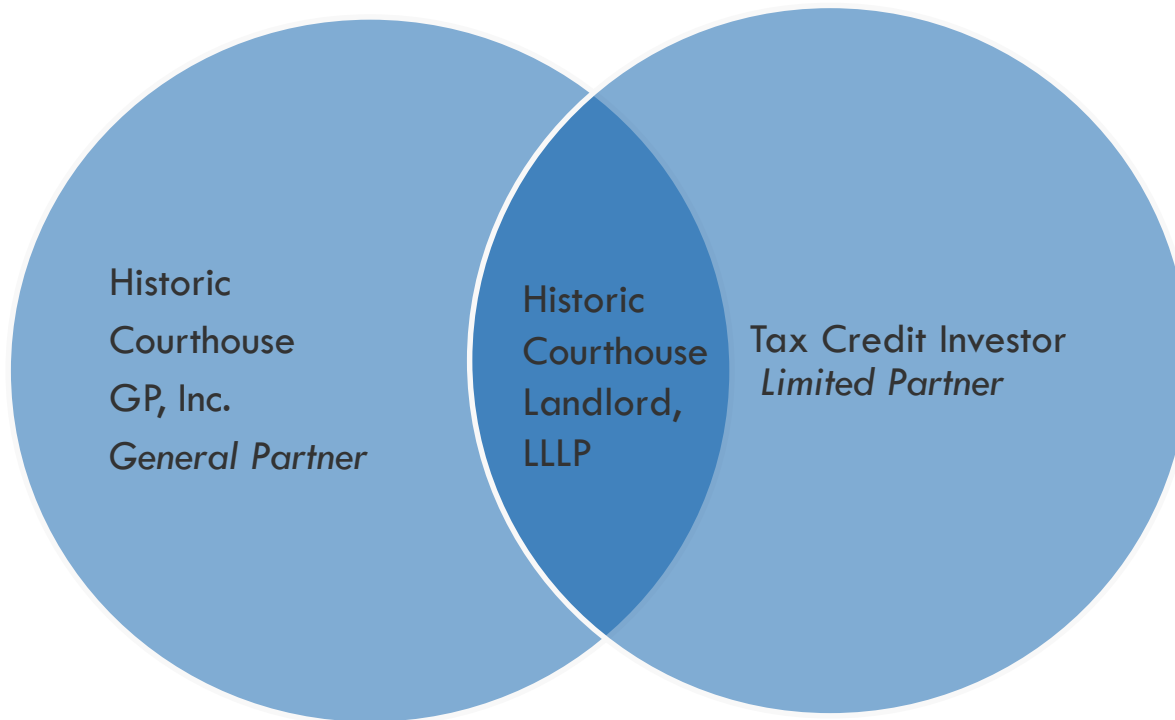 Historic
Courthouse
GP, Inc.
General Partner
Historic
Courthouse
Landlord,
LLLP
Tax Credit Investor
Limited Partner